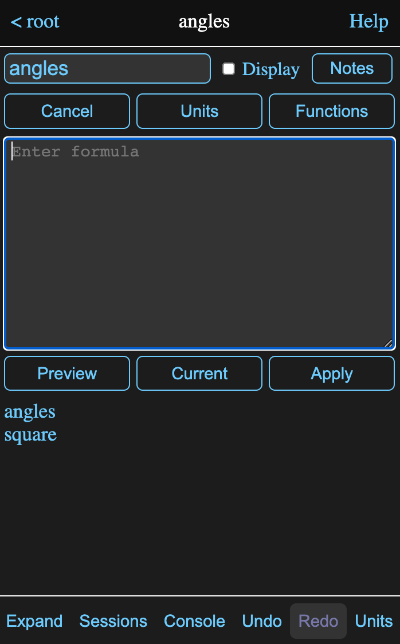 < root angles Help
angles Display Notes
Cancel Units Functions
Enter formula
Preview Current Apply
angles
square
Expand Sessions Console Undo Redo Units